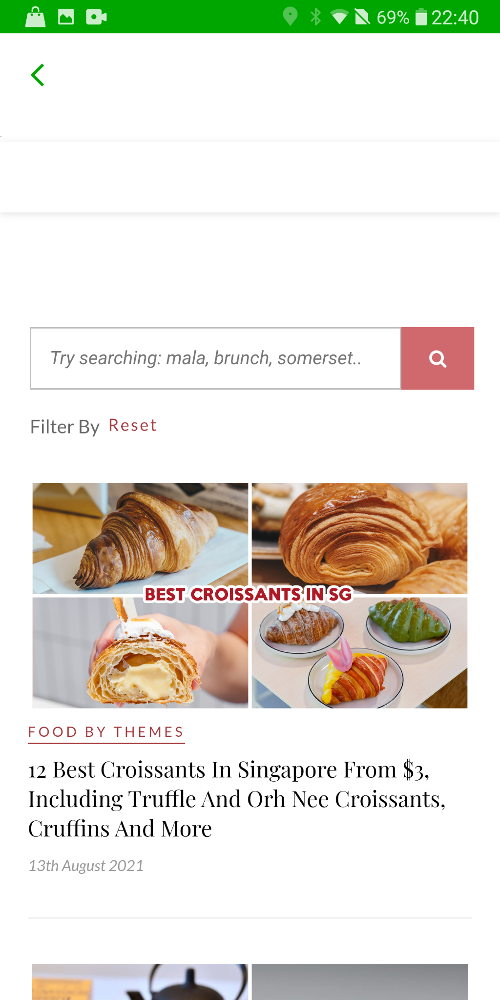 69% 22:40
Try searching: mala, brunch, somerset..
Filter By Reset
BEST CROISSANTS IN SG
FOOD BY THEMES
12 Best Croissants In Singapore From $3,
Including Truffle And Orh Nee Croissants,
Cruffins And More
13th August 2021